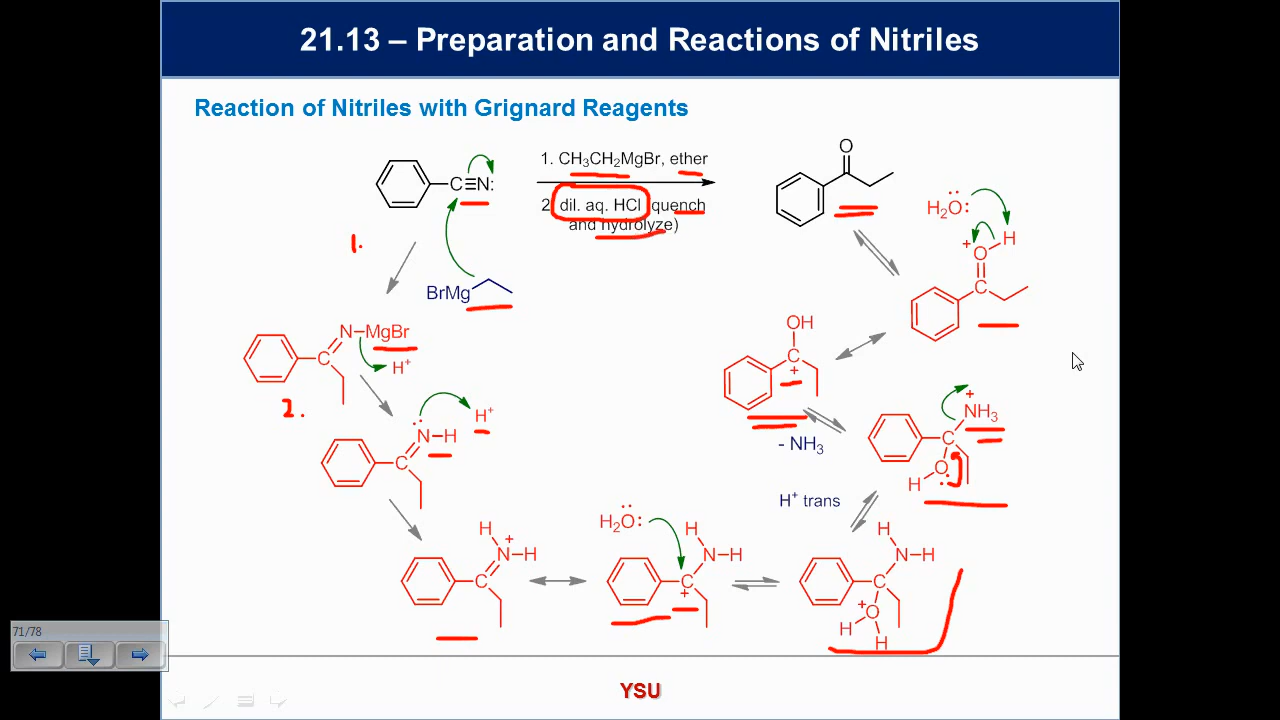 21.13 – Preparation and Reactions of Nitriles
Reaction of Nitriles with Grignard Reagents
C≡N:
1. CH₃CH₂MgBr, ether
2. dil. aq. HCl (quench
and hydrolyze)
O
H₂O:
H
+
O
C
1.
BrMg
N–MgBr
C
H⁺
2.
OH
C
+
- NH₃
+
NH₃
C
O
H
H⁺
N–H
C
H⁺ trans
H
+
N–H
C
H₂O:
H
N–H
C
+
H
N–H
C
+
O
H
H
71/78
YSU